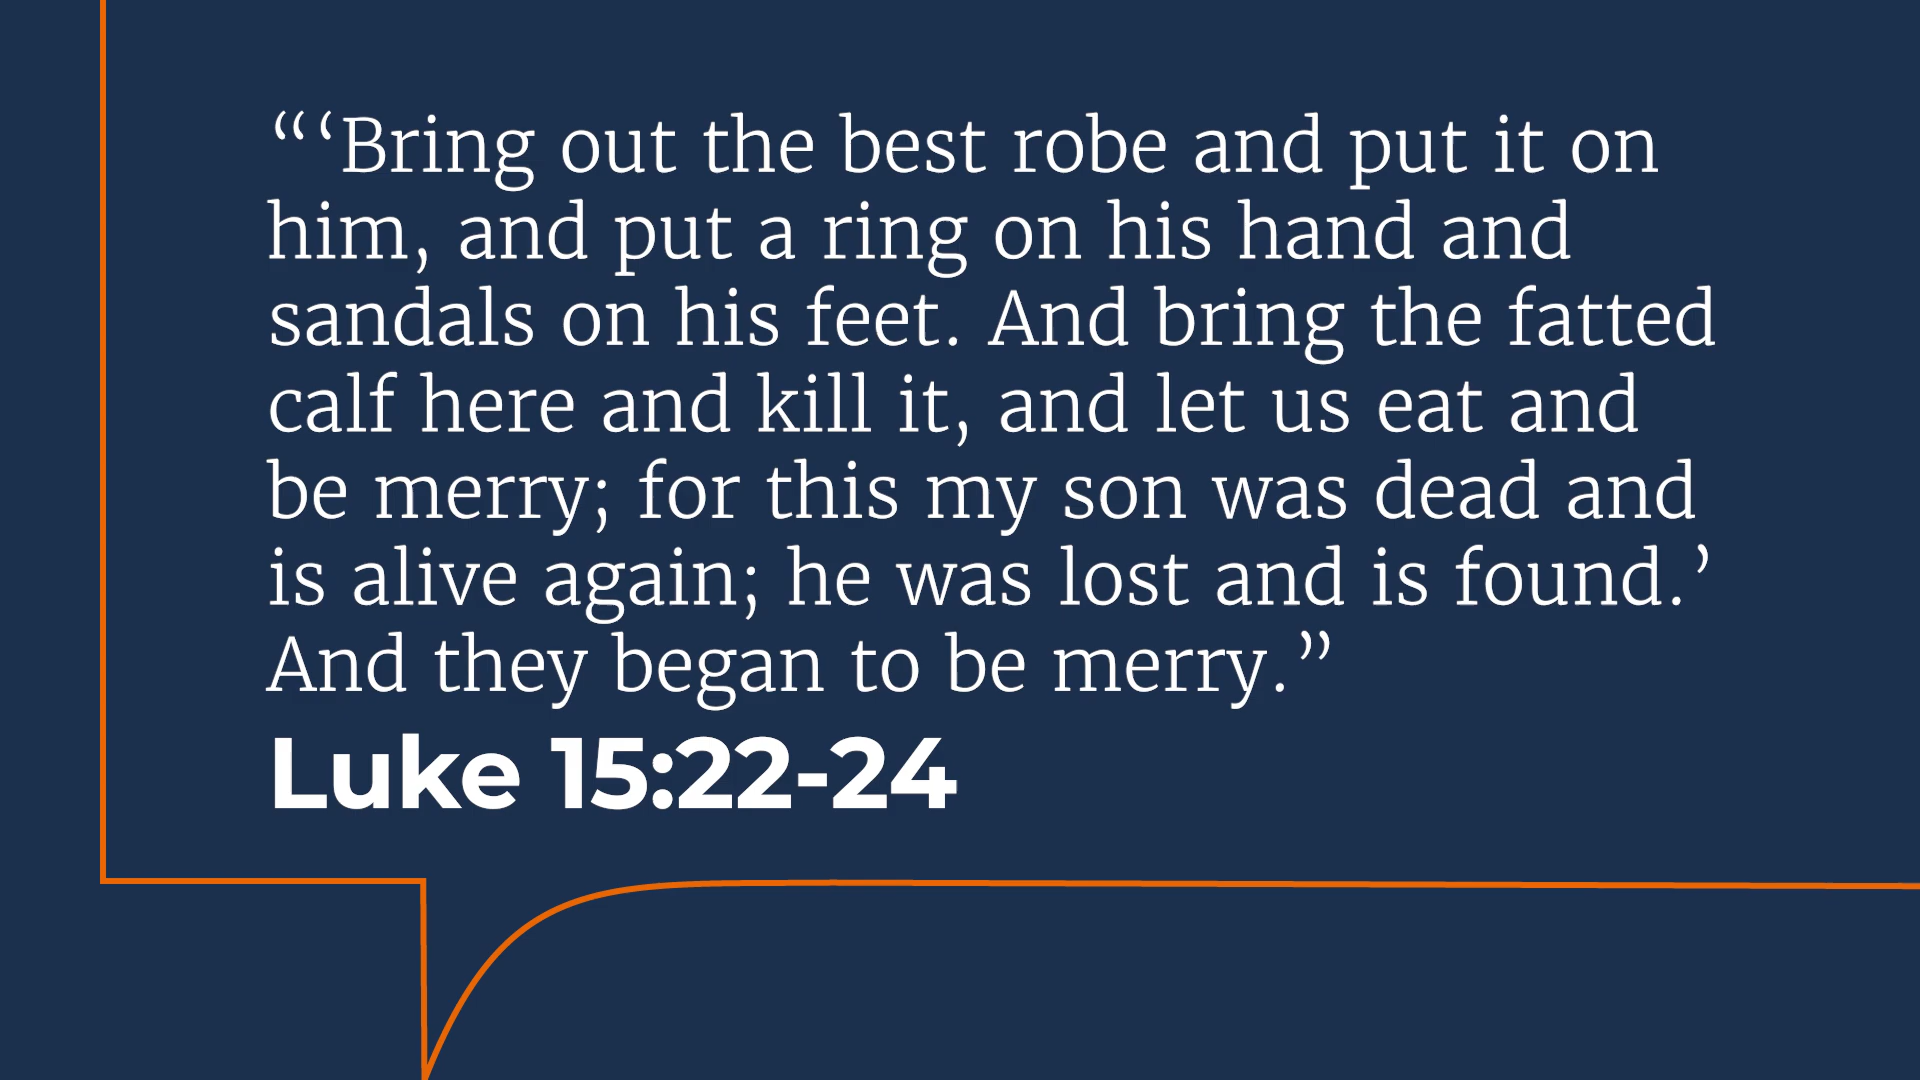 “‘Bring out the best robe and put it on
him, and put a ring on his hand and
sandals on his feet. And bring the fatted
calf here and kill it, and let us eat and
be merry; for this my son was dead and
is alive again; he was lost and is found.’
And they began to be merry.”
Luke 15:22-24